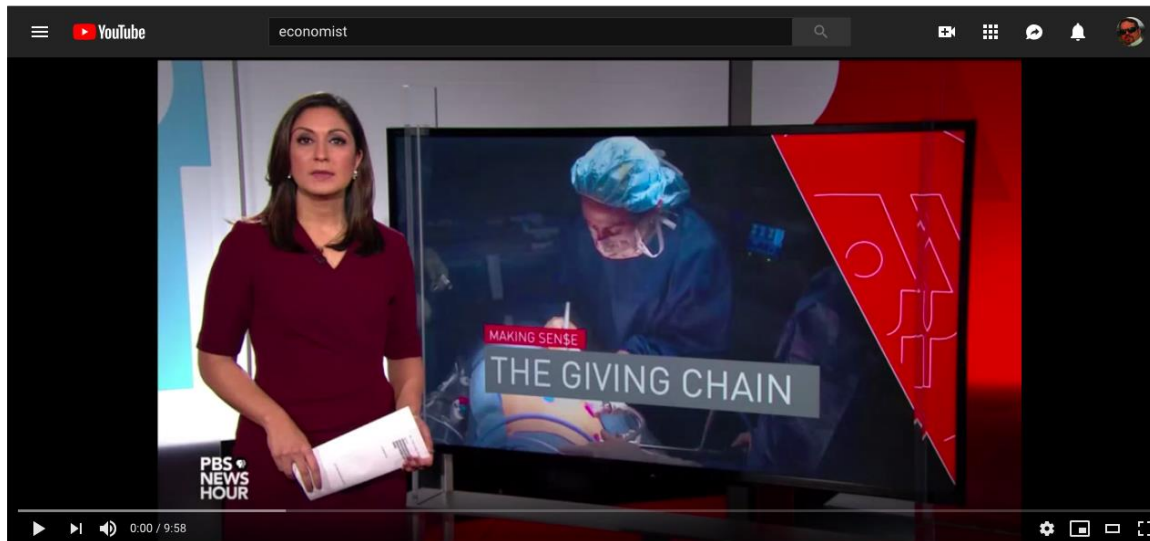 YouTube
economist
MAKING SEN$E
THE GIVING CHAIN
PBS
NEWS
HOUR
0:00 / 9:58